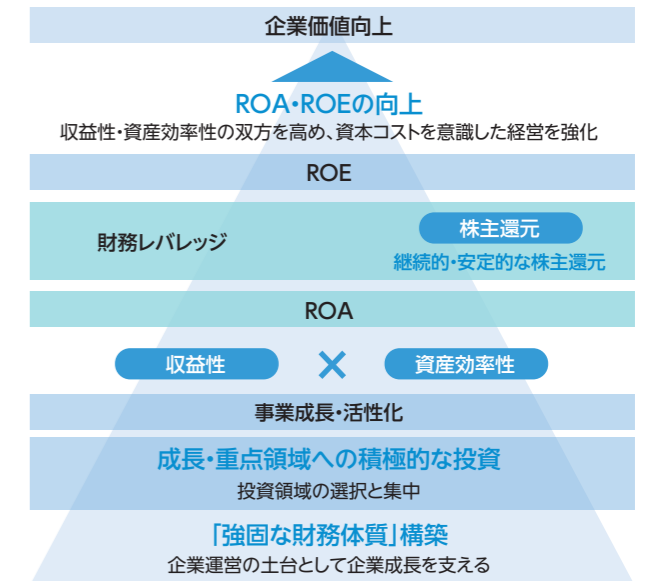 企業価値向上
ROA・ROEの向上
収益性・資産効率性の双方を高め、資本コストを意識した経営を強化
ROE
財務レバレッジ
株主還元
継続的・安定的な株主還元
ROA
収益性 × 資産効率性
事業成長・活性化
成長・重点領域への積極的な投資
投資領域の選択と集中
「強固な財務体質」構築
企業運営の土台として企業成長を支える